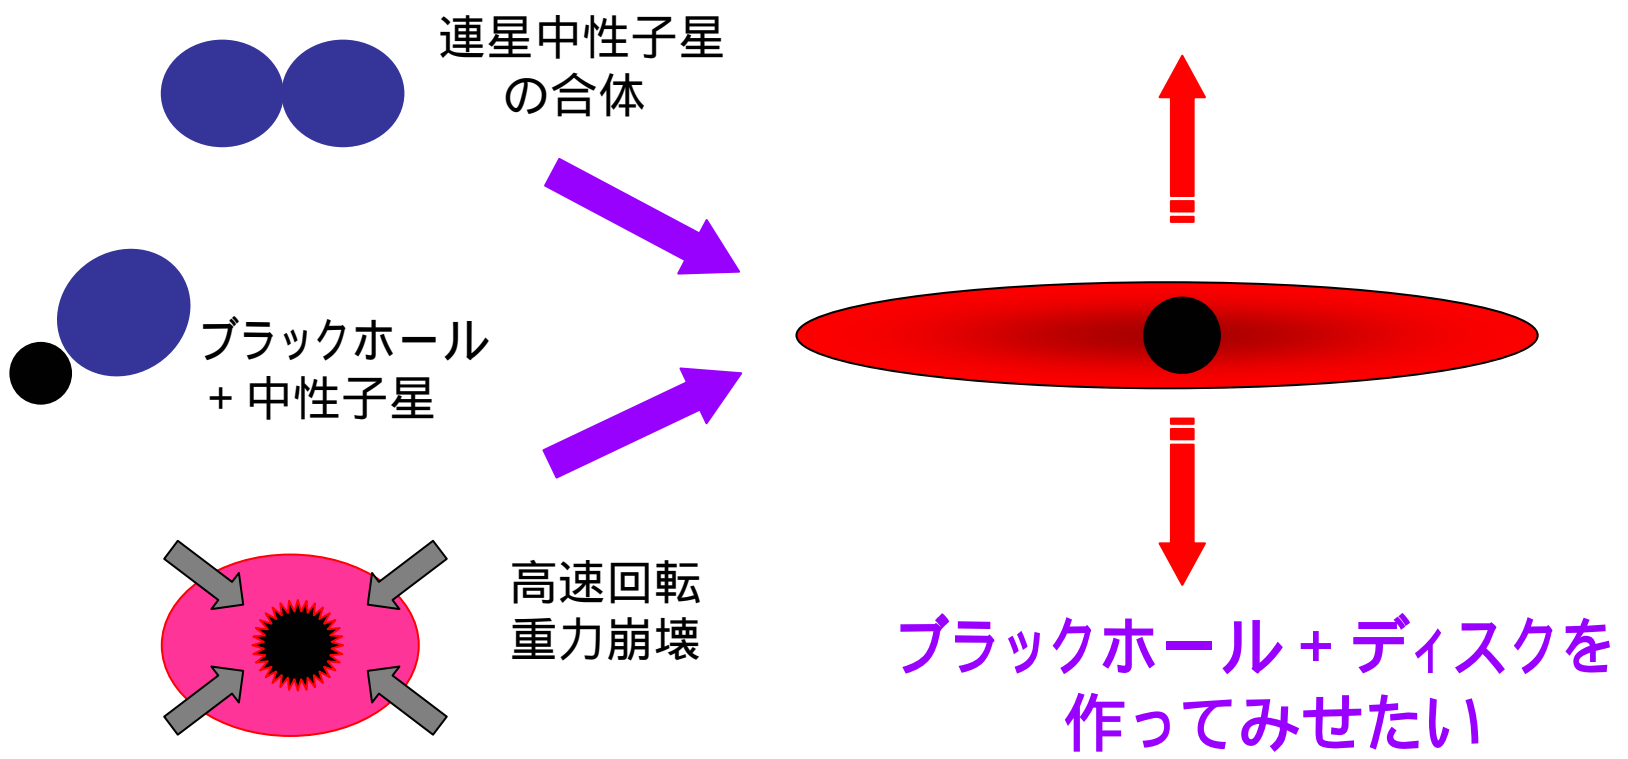 連星中性子星
の合体
ブラックホール
+ 中性子星
高速回転
重力崩壊
ブラックホール + ディスクを
作ってみせたい